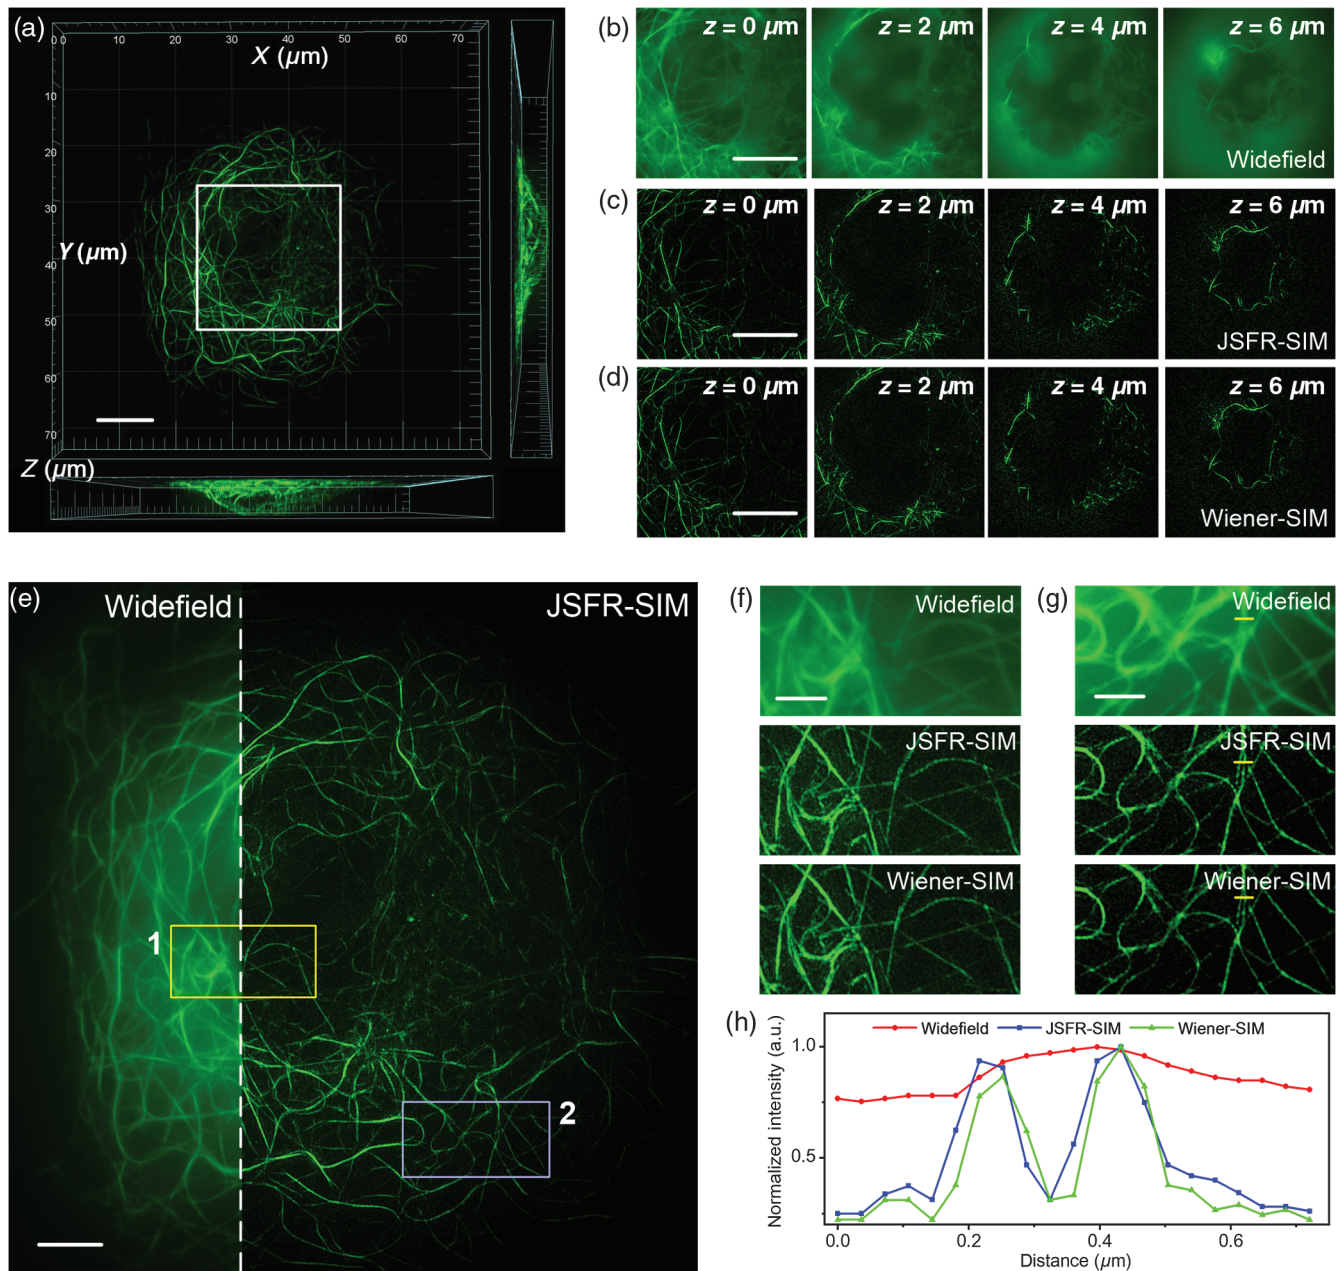 (a)
0 0 10 20 30 40 50 60 70
X (μm)
10
20
30
Y (μm)
40
50
60
70
Z (μm)
(b) z = 0 μm z = 2 μm z = 4 μm z = 6 μm
Widefield
(c) z = 0 μm z = 2 μm z = 4 μm z = 6 μm
JSFR-SIM
(d) z = 0 μm z = 2 μm z = 4 μm z = 6 μm
Wiener-SIM
(e) Widefield JSFR-SIM
1
2
(f) Widefield
JSFR-SIM
Wiener-SIM
(g) Widefield
JSFR-SIM
Wiener-SIM
(h)
Widefield JSFR-SIM Wiener-SIM
Normalized intensity (a.u.)
1.0
0.5
0.0 0.2 0.4 0.6
Distance (μm)